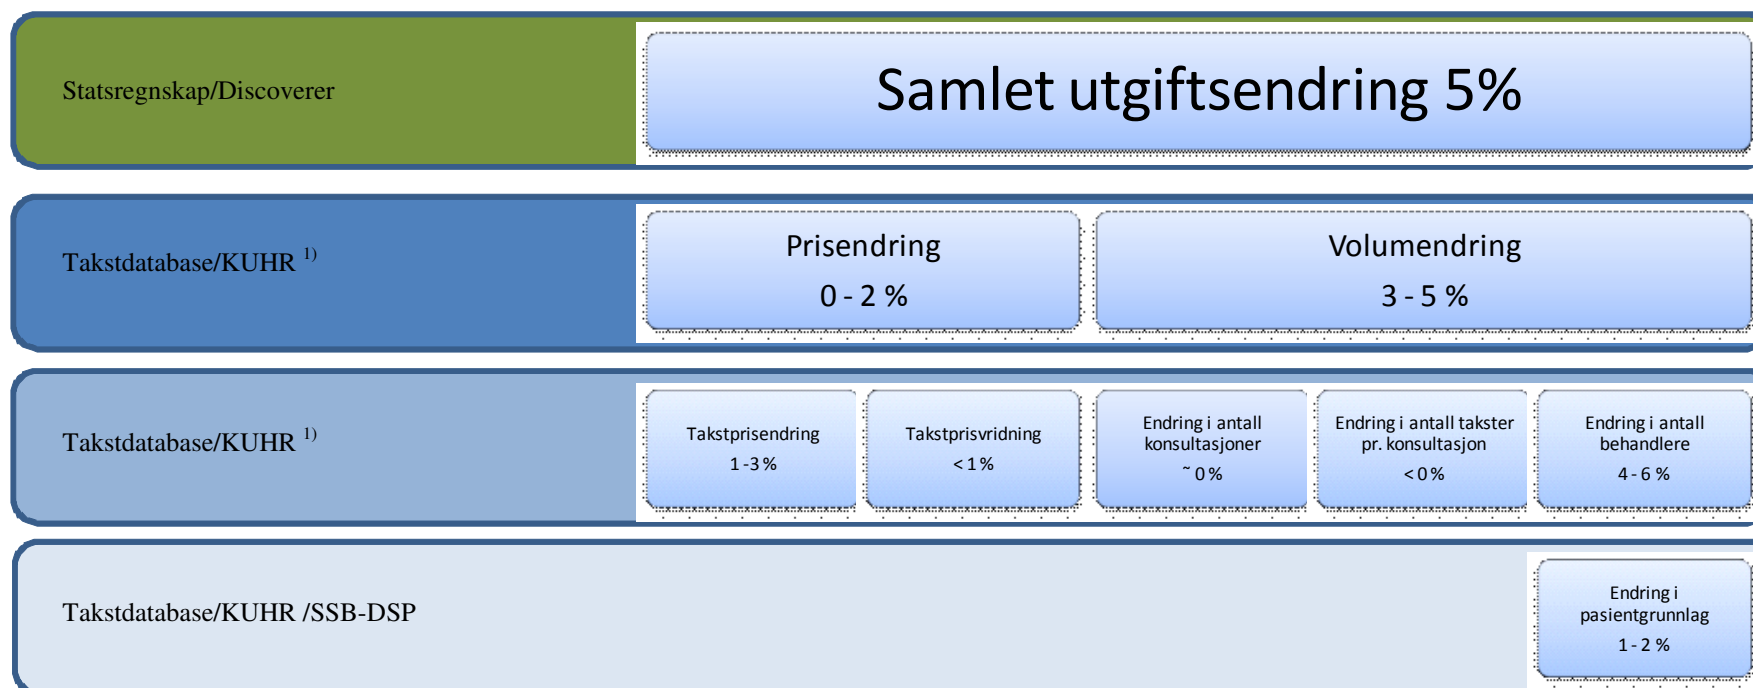 Statsregnskap/Discoverer
Samlet utgiftsendring 5%
Takstdatabase/KUHR 1)
Prisendring
0 - 2 %
Volumendring
3 - 5 %
Takstdatabase/KUHR 1)
Takstprisendring
1 -3 %
Takstprisvridning
< 1 %
Endring i antall
konsultasjoner
~ 0 %
Endring i antall takster
pr. konsultasjon
< 0 %
Endring i antall
behandlere
4 - 6 %
Takstdatabase/KUHR /SSB-DSP
Endring i
pasientgrunnlag
1 - 2 %